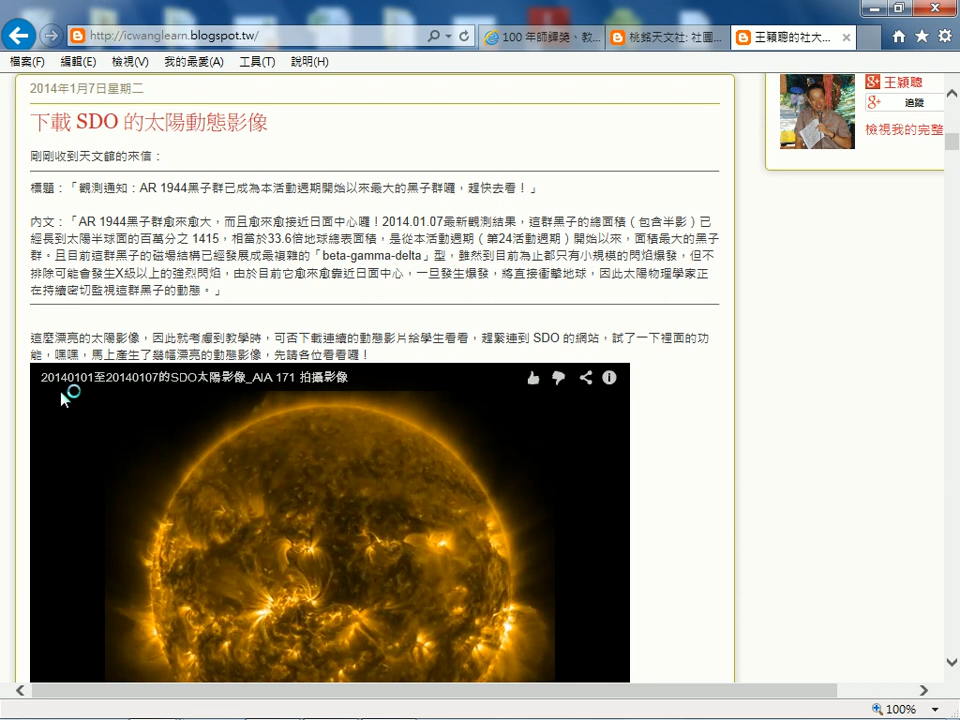 http://icwanglearn.blogspot.tw/
100 年師鐸獎、教...
桃銘天文社: 社團...
王穎聰的社大...
檔案(F) 編輯(E) 檢視(V) 我的最愛(A) 工具(T) 說明(H)
2014年1月7日星期二
下載 SDO 的太陽動態影像
剛剛收到天文館的來信：
標題：「觀測通知：AR 1944黑子群已成為本活動週期開始以來最大的黑子群囉，趕快去看！」
內文：「AR 1944黑子群愈來愈大，而且愈來愈接近日面中心囉！2014.01.07最新觀測結果，這群黑子的總面積（包含半影）已
經長到太陽半球面的百萬分之 1415，相當於33.6倍地球總表面積，是從本活動週期（第24活動週期）開始以來，面積最大的黑子
群。且目前這群黑子的磁場結構已經發展成最複雜的「beta-gamma-delta」型，雖然到目前為止都只有小規模的閃焰爆發，但不
排除可能會發生X級以上的強烈閃焰，由於目前它愈來愈靠近日面中心，一旦發生爆發，將直接衝擊地球，因此太陽物理學家正
在持續密切監視這群黑子的動態。」
這麼漂亮的太陽影像，因此就考慮到教學時，可否下載連續的動態影片給學生看看，趕緊連到 SDO 的網站，試了一下裡面的功
能，嘿嘿，馬上產生了幾幅漂亮的動態影像，先請各位看看囉！
20140101至20140107的SDO太陽影像_AIA 171 拍攝影像
王穎聰
追蹤
檢視我的完整
100%